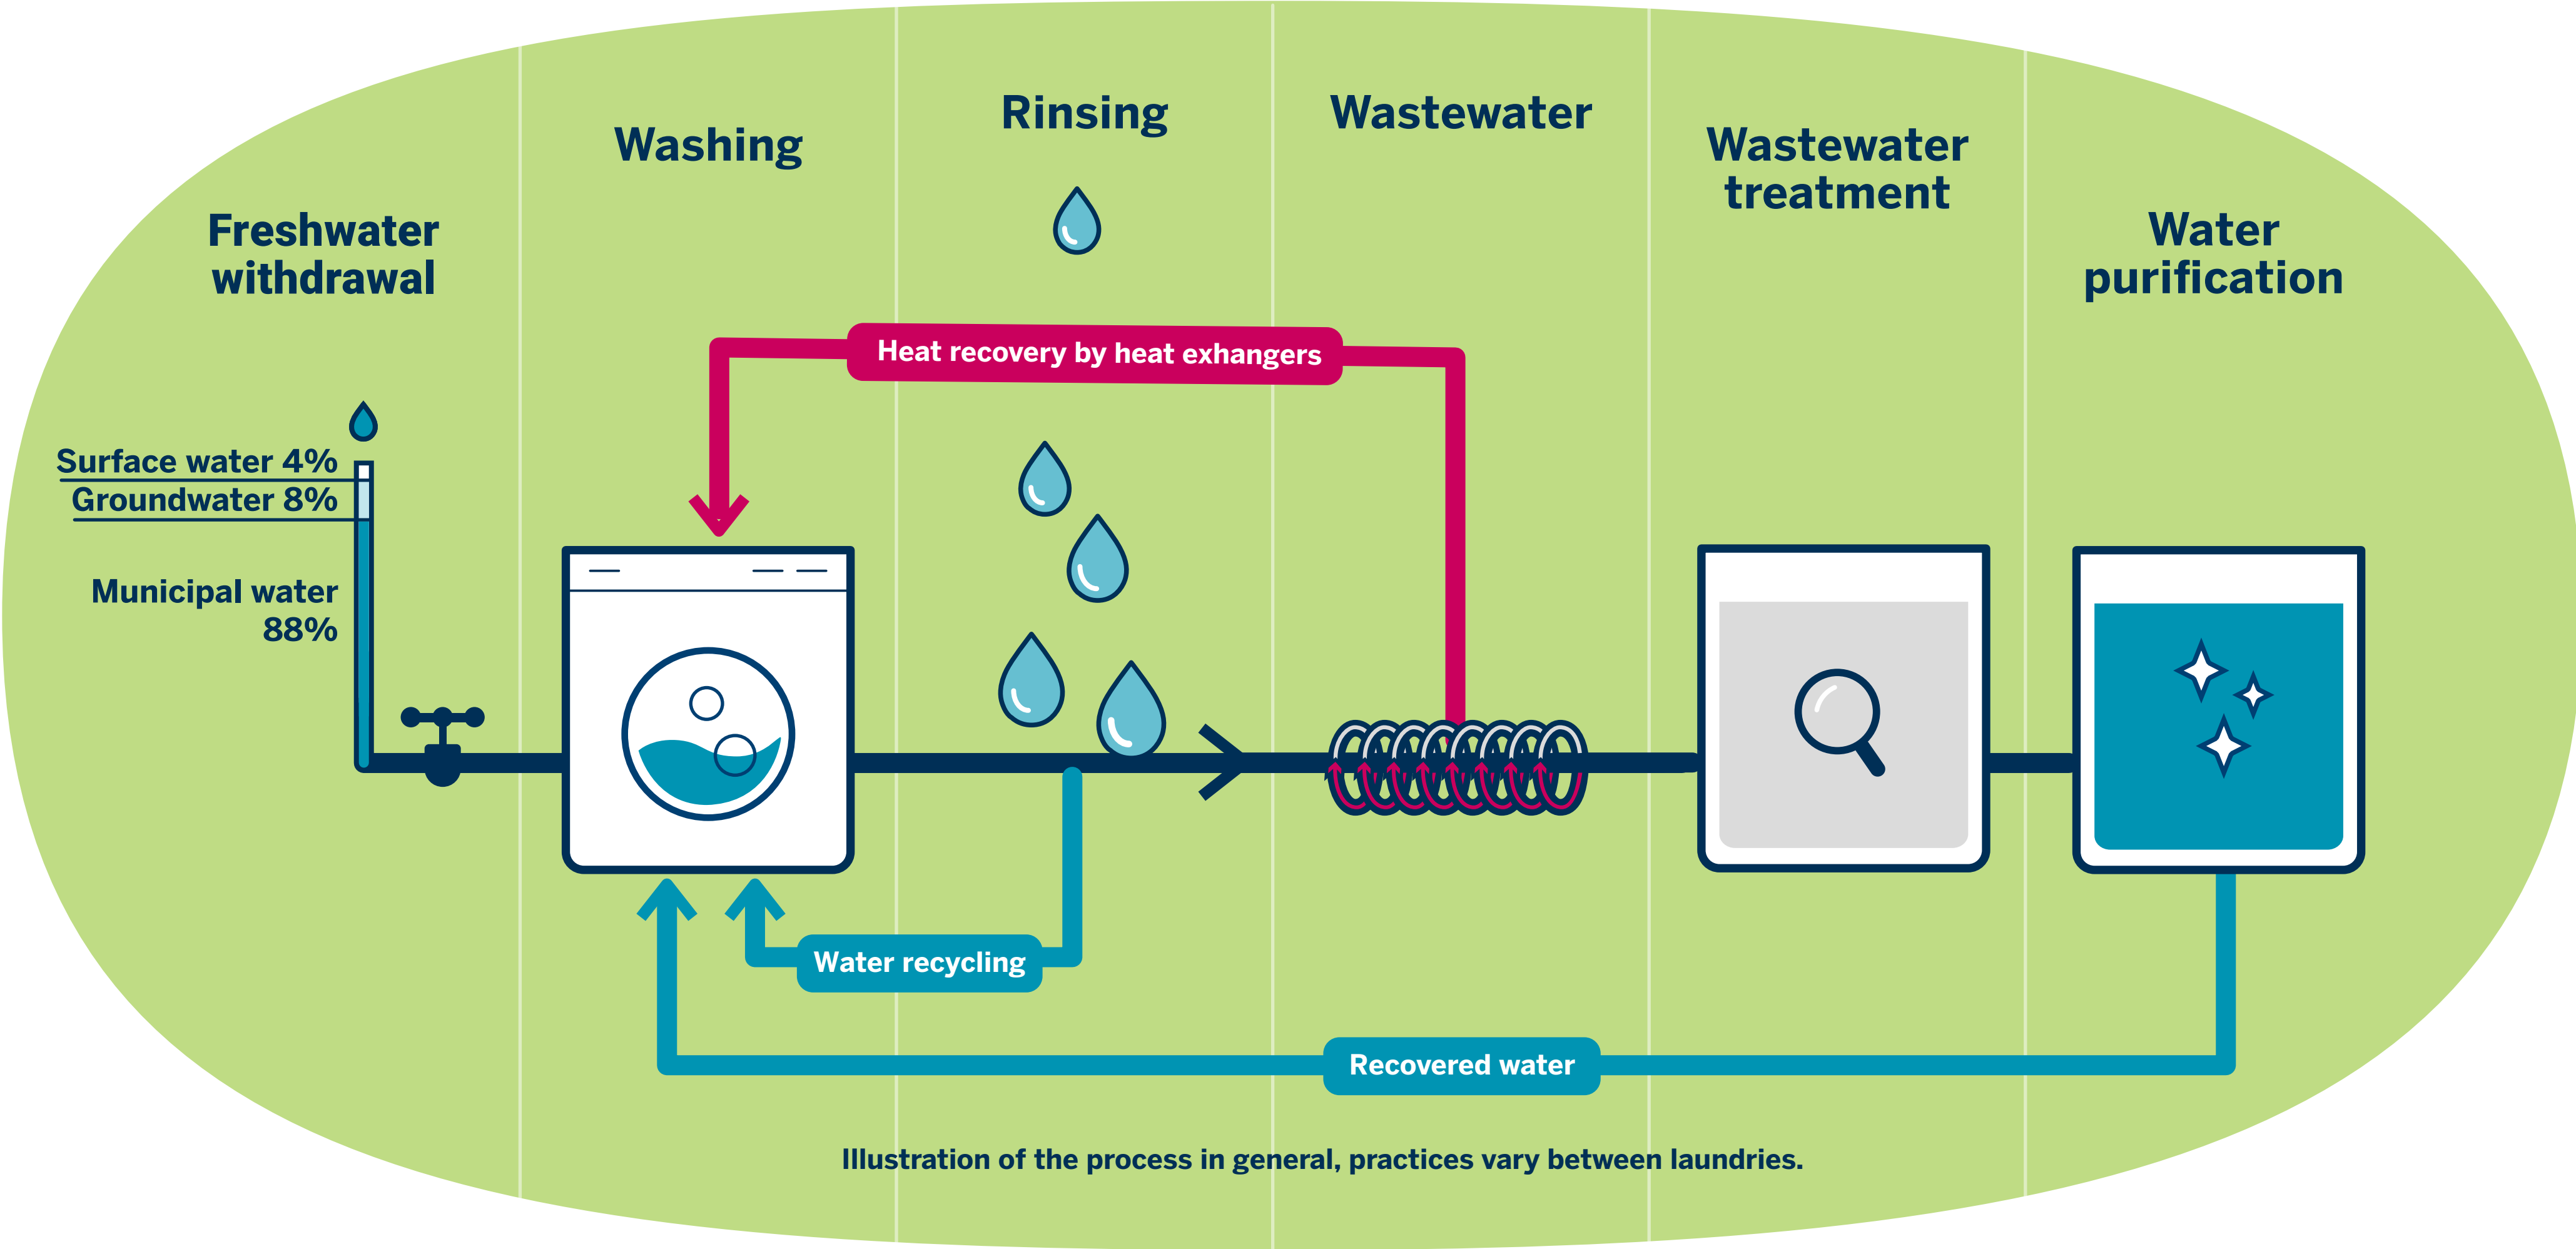 Freshwater
withdrawal
Washing
Rinsing
Wastewater
Wastewater
treatment
Water
purification
Heat recovery by heat exhangers
Surface water 4%
Groundwater 8%
Municipal water
88%
Water recycling
Recovered water
Illustration of the process in general, practices vary between laundries.